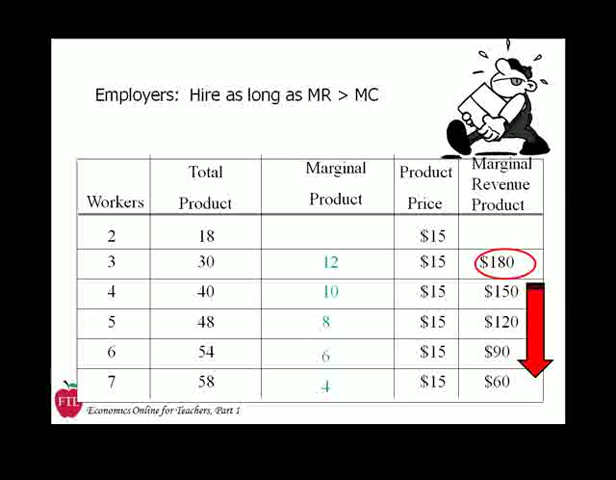 Employers: Hire as long as MR > MC
Workers Total Product Marginal Product Product Price Marginal Revenue Product
2 18 $15
3 30 12 $15 $180
4 40 10 $15 $150
5 48 8 $15 $120
6 54 6 $15 $90
7 58 4 $15 $60
FTE
Economics Online for Teachers, Part 1